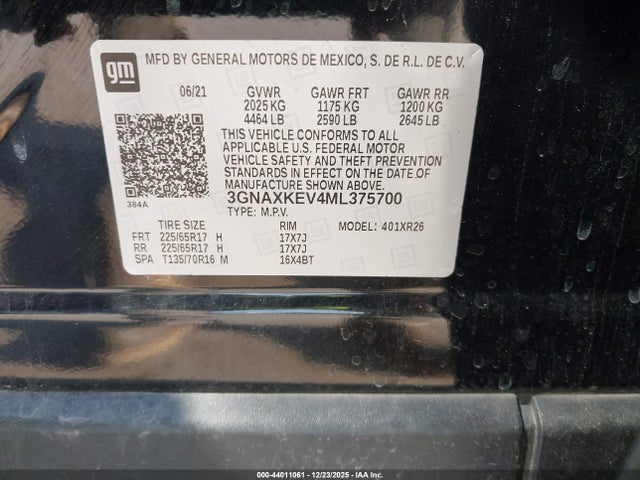 gm
MFD BY GENERAL MOTORS DE MEXICO, S. DE R.L. DE C.V.
06/21 GVWR GAWR FRT GAWR RR
2025 KG 1175 KG 1200 KG
4464 LB 2590 LB 2645 LB
THIS VEHICLE CONFORMS TO ALL
APPLICABLE U.S. FEDERAL MOTOR
VEHICLE SAFETY AND THEFT PREVENTION
STANDARDS IN EFFECT ON THE DATE OF
MANUFACTURE SHOWN ABOVE.
384A 3GNAXKEV4ML375700
TYPE: M.P.V.
TIRE SIZE RIM MODEL: 401XR26
FRT 225/65R17 H 17X7J
RR 225/65R17 H 17X7J
SPA T135/70R16 M 16X4BT
000-44011061 - 12/23/2025 - IAA Inc.